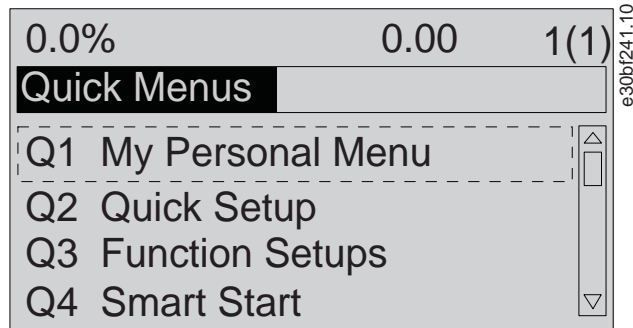 0.0% 0.00 1(1)
Quick Menus
Q1 My Personal Menu
Q2 Quick Setup
Q3 Function Setups
Q4 Smart Start
e30bf241.10